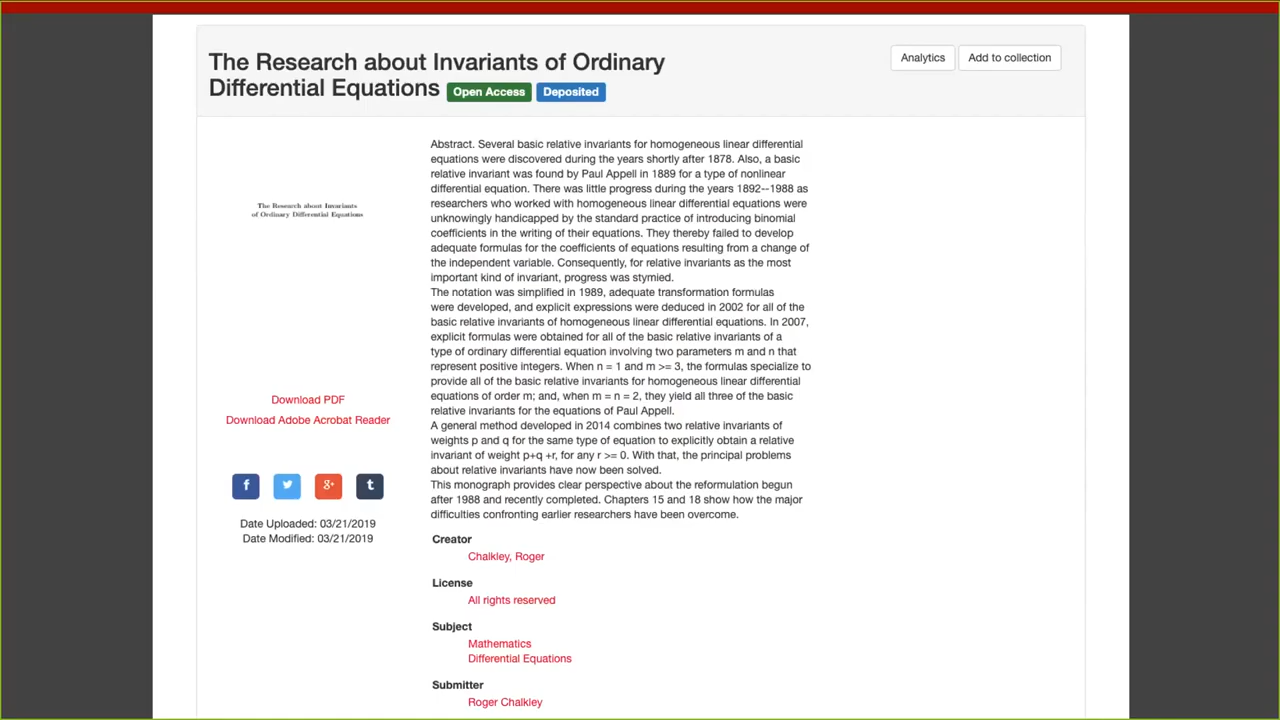 The Research about Invariants of Ordinary
Differential Equations Open Access Deposited
Analytics Add to collection
The Research about Invariants
of Ordinary Differential Equations
Download PDF
Download Adobe Acrobat Reader
f
g+
t
Date Uploaded: 03/21/2019
Date Modified: 03/21/2019
Abstract. Several basic relative invariants for homogeneous linear differential
equations were discovered during the years shortly after 1878. Also, a basic
relative invariant was found by Paul Appell in 1889 for a type of nonlinear
differential equation. There was little progress during the years 1892--1988 as
researchers who worked with homogeneous linear differential equations were
unknowingly handicapped by the standard practice of introducing binomial
coefficients in the writing of their equations. They thereby failed to develop
adequate formulas for the coefficients of equations resulting from a change of
the independent variable. Consequently, for relative invariants as the most
important kind of invariant, progress was stymied.
The notation was simplified in 1989, adequate transformation formulas
were developed, and explicit expressions were deduced in 2002 for all of the
basic relative invariants of homogeneous linear differential equations. In 2007,
explicit formulas were obtained for all of the basic relative invariants of a
type of ordinary differential equation involving two parameters m and n that
represent positive integers. When n = 1 and m >= 3, the formulas specialize to
provide all of the basic relative invariants for homogeneous linear differential
equations of order m; and, when m = n = 2, they yield all three of the basic
relative invariants for the equations of Paul Appell.
A general method developed in 2014 combines two relative invariants of
weights p and q for the same type of equation to explicitly obtain a relative
invariant of weight p+q +r, for any r >= 0. With that, the principal problems
about relative invariants have now been solved.
This monograph provides clear perspective about the reformulation begun
after 1988 and recently completed. Chapters 15 and 18 show how the major
difficulties confronting earlier researchers have been overcome.
Creator
Chalkley, Roger
License
All rights reserved
Subject
Mathematics
Differential Equations
Submitter
Roger Chalkley